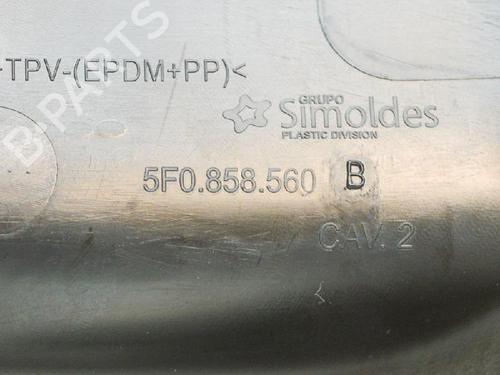 B-PARTS
-TPV-(EPDM+PP)<
GRUPO
Simoldes
PLASTIC DIVISION
5F0.858.560 B
CAV. 2